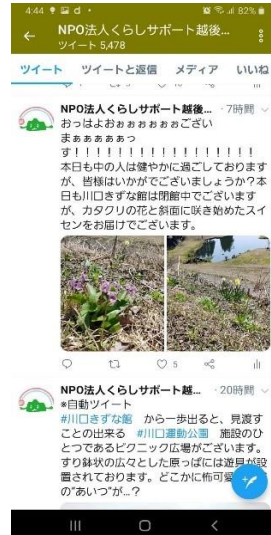 4:44
82%
NPO法人くらしサポート越後...
ツイート 5,478
ツイート ツイートと返信 メディア いいね
NPO法人くらしサポート越後... ·7時間
おっはよおぉぉぉぉぉぉござい
まぁぁぁぁぁっ
す!!!!!!!!!!!!!!!!!!
本日も中の人は健やかに過ごしております
が、皆様はいかがでございましょうか?本
日も川口きずな館は閉館中でございます
が、カタクリの花と斜面に咲き始めたスイ
センをお届けでございます。
5
NPO法人くらしサポート越... ·20時間
*自動ツイート
#川口きずな館 から一歩出ると、見渡す
ことの出来る #川口運動公園 施設のひ
とつであるピクニック広場がございます。
すり鉢状の広々とした原っぱには遊具が設
置されております。どこかに怖可愛
の"あいつ"が...?